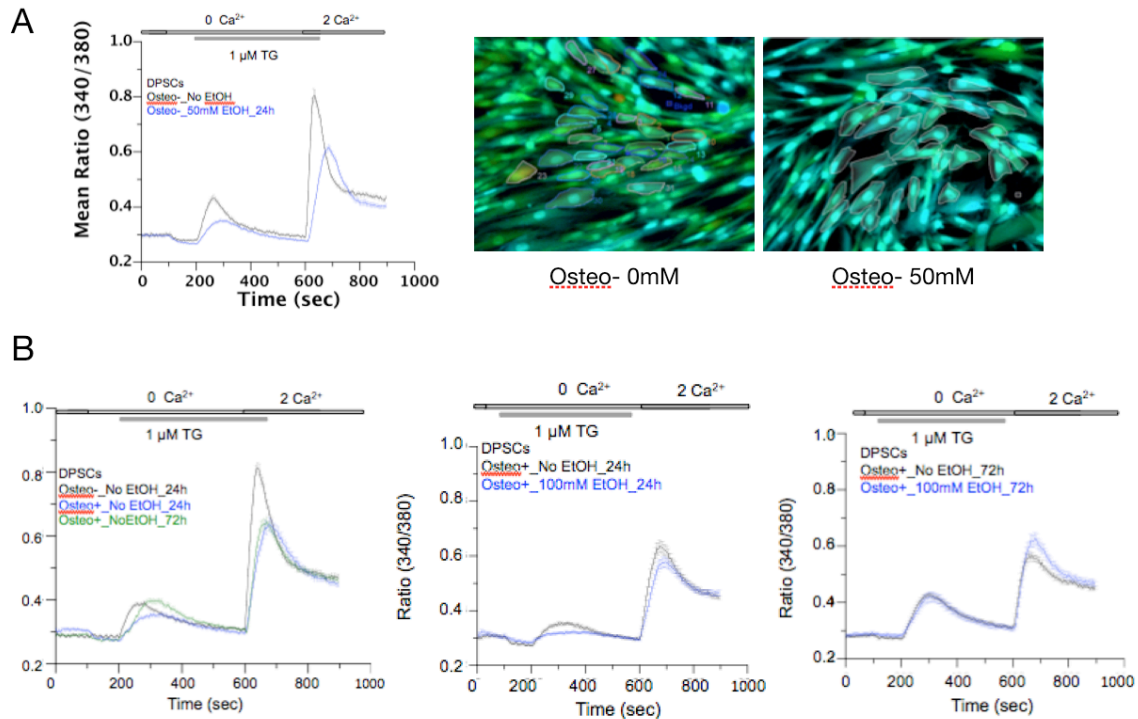 A
0 Ca²⁺ 2 Ca²⁺
1 µM TG
DPSCs
Osteo-_No EtOH
Osteo-_50mM EtOH_24h
Mean Ratio (340/380)
1.0
0.8
0.6
0.4
0.2
0 200 400 600 800 1000
Time (sec)
Osteo- 0mM
Osteo- 50mM
B
0 Ca²⁺ 2 Ca²⁺
1 µM TG
DPSCs
Osteo-_No EtOH_24h
Osteo+_No EtOH_24h
Osteo+_NoEtOH_72h
1.0
0.8
0.6
0.4
0.2
0 200 400 600 800 1000
Time (sec)
0 Ca²⁺ 2 Ca²⁺
1 µM TG
DPSCs
Osteo+_No EtOH_24h
Osteo+_100mM EtOH_24h
Ratio (340/380)
1.0
0.8
0.6
0.4
0.2
0 200 400 600 800 1000
Time (sec)
0 Ca²⁺ 2 Ca²⁺
1 µM TG
DPSCs
Osteo+_No EtOH_72h
Osteo+_100mM EtOH_72h
Ratio (340/380)
1.0
0.8
0.6
0.4
0.2
0 200 400 600 800 1000
Time (sec)